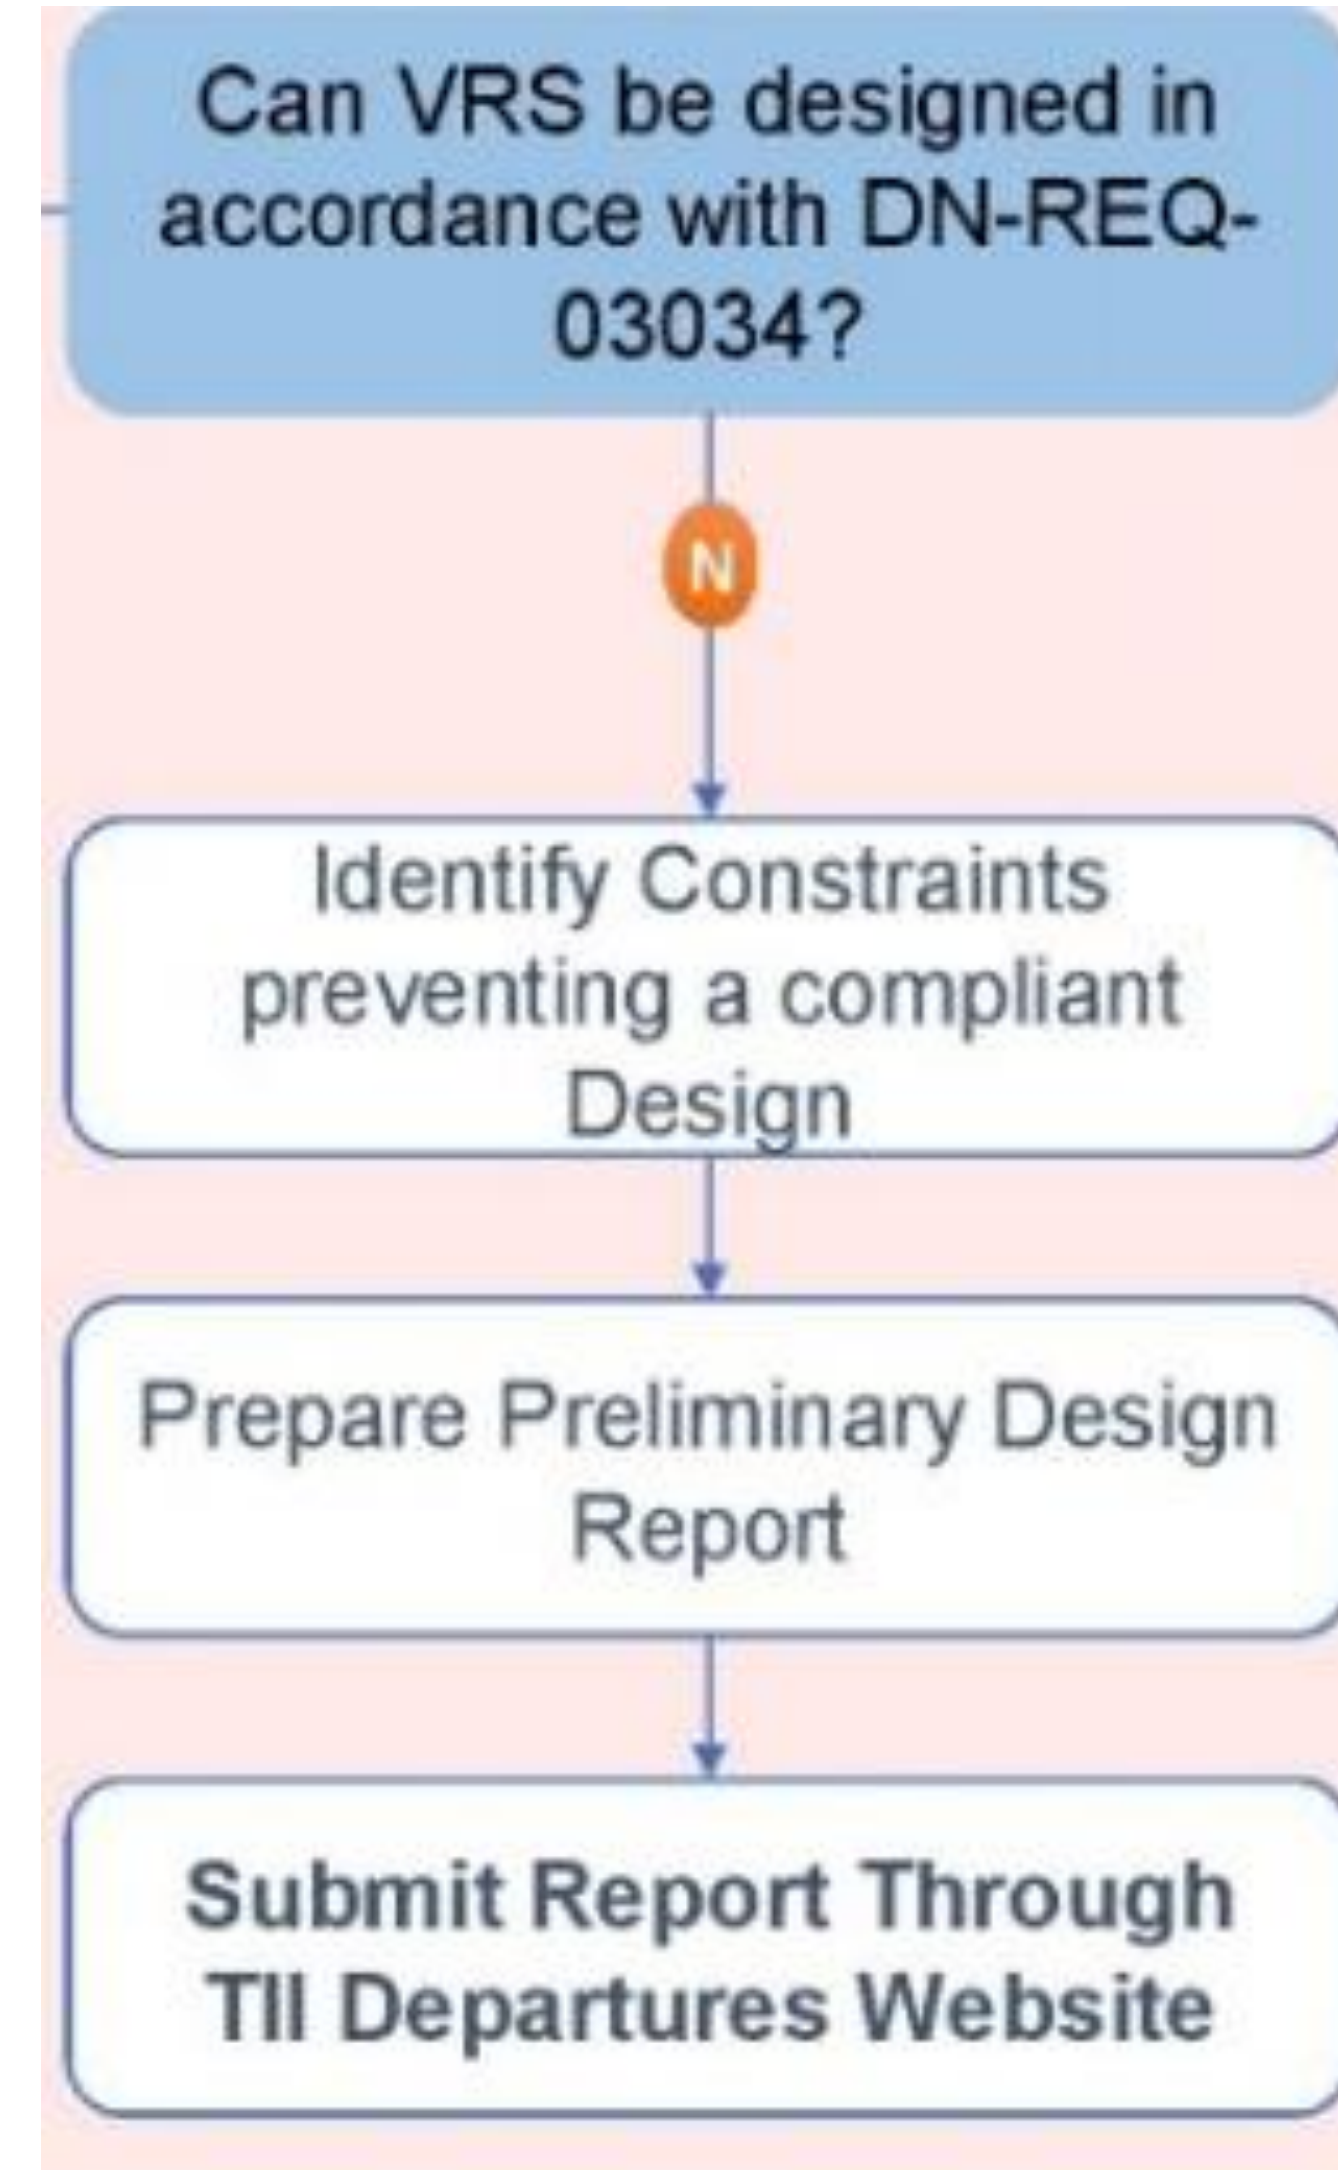 Can VRS be designed in
accordance with DN-REQ-
03034?
N
Identify Constraints
preventing a compliant
Design
Prepare Preliminary Design
Report
Submit Report Through
TII Departures Website